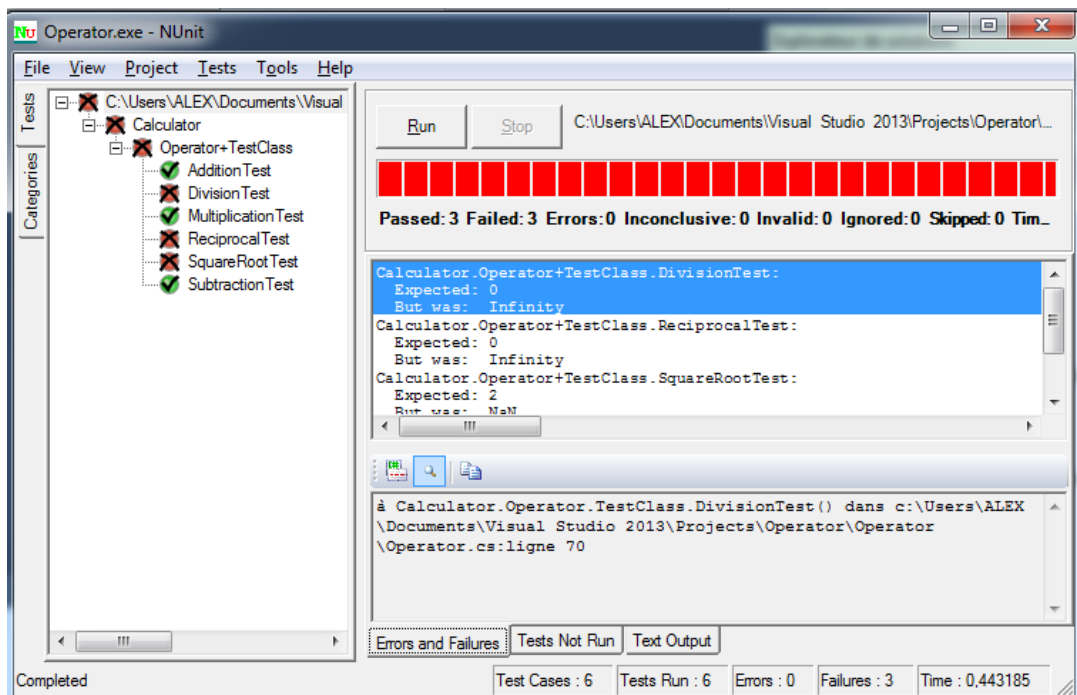 Nu Operator.exe - NUnit
File View Project Tests Tools Help
Tests
Categories
C:\Users\ALEX\Documents\Visual
Calculator
Operator+TestClass
AdditionTest
DivisionTest
MultiplicationTest
ReciprocalTest
SquareRootTest
SubtractionTest
Run Stop C:\Users\ALEX\Documents\Visual Studio 2013\Projects\Operator\...
Passed: 3 Failed: 3 Errors: 0 Inconclusive: 0 Invalid: 0 Ignored: 0 Skipped: 0 Tim...
Calculator.Operator+TestClass.DivisionTest:
Expected: 0
But was: Infinity
Calculator.Operator+TestClass.ReciprocalTest:
Expected: 0
But was: Infinity
Calculator.Operator+TestClass.SquareRootTest:
Expected: 2
But was: NaN
à Calculator.Operator.TestClass.DivisionTest() dans c:\Users\ALEX
\Documents\Visual Studio 2013\Projects\Operator\Operator
\Operator.cs:ligne 70
Errors and Failures Tests Not Run Text Output
Completed Test Cases : 6 Tests Run : 6 Errors : 0 Failures : 3 Time : 0,443185